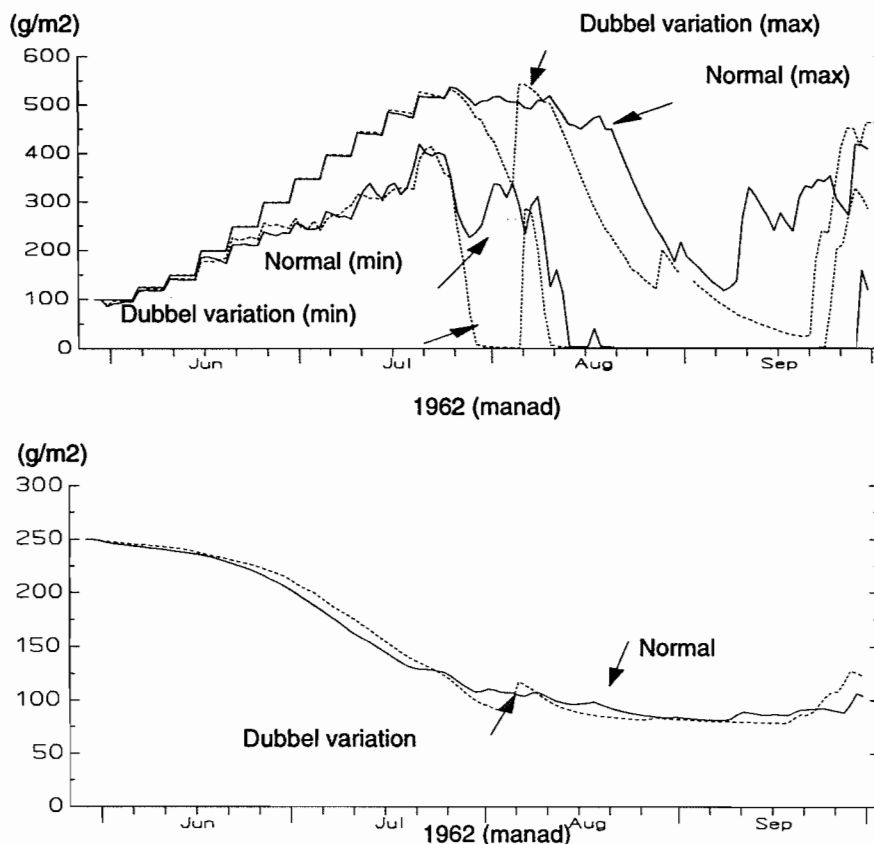 (g/m2)
Dubbel variation (max)
600
Normal (max)
500
400
300
Normal (min)
200
100
Dubbel variation (min)
0
Jun Jul Aug Sep
1962 (manad)
(g/m2)
300
250
200
150
Normal
100
Dubbel variation
50
0
Jun Jul Aug Sep
1962 (manad)